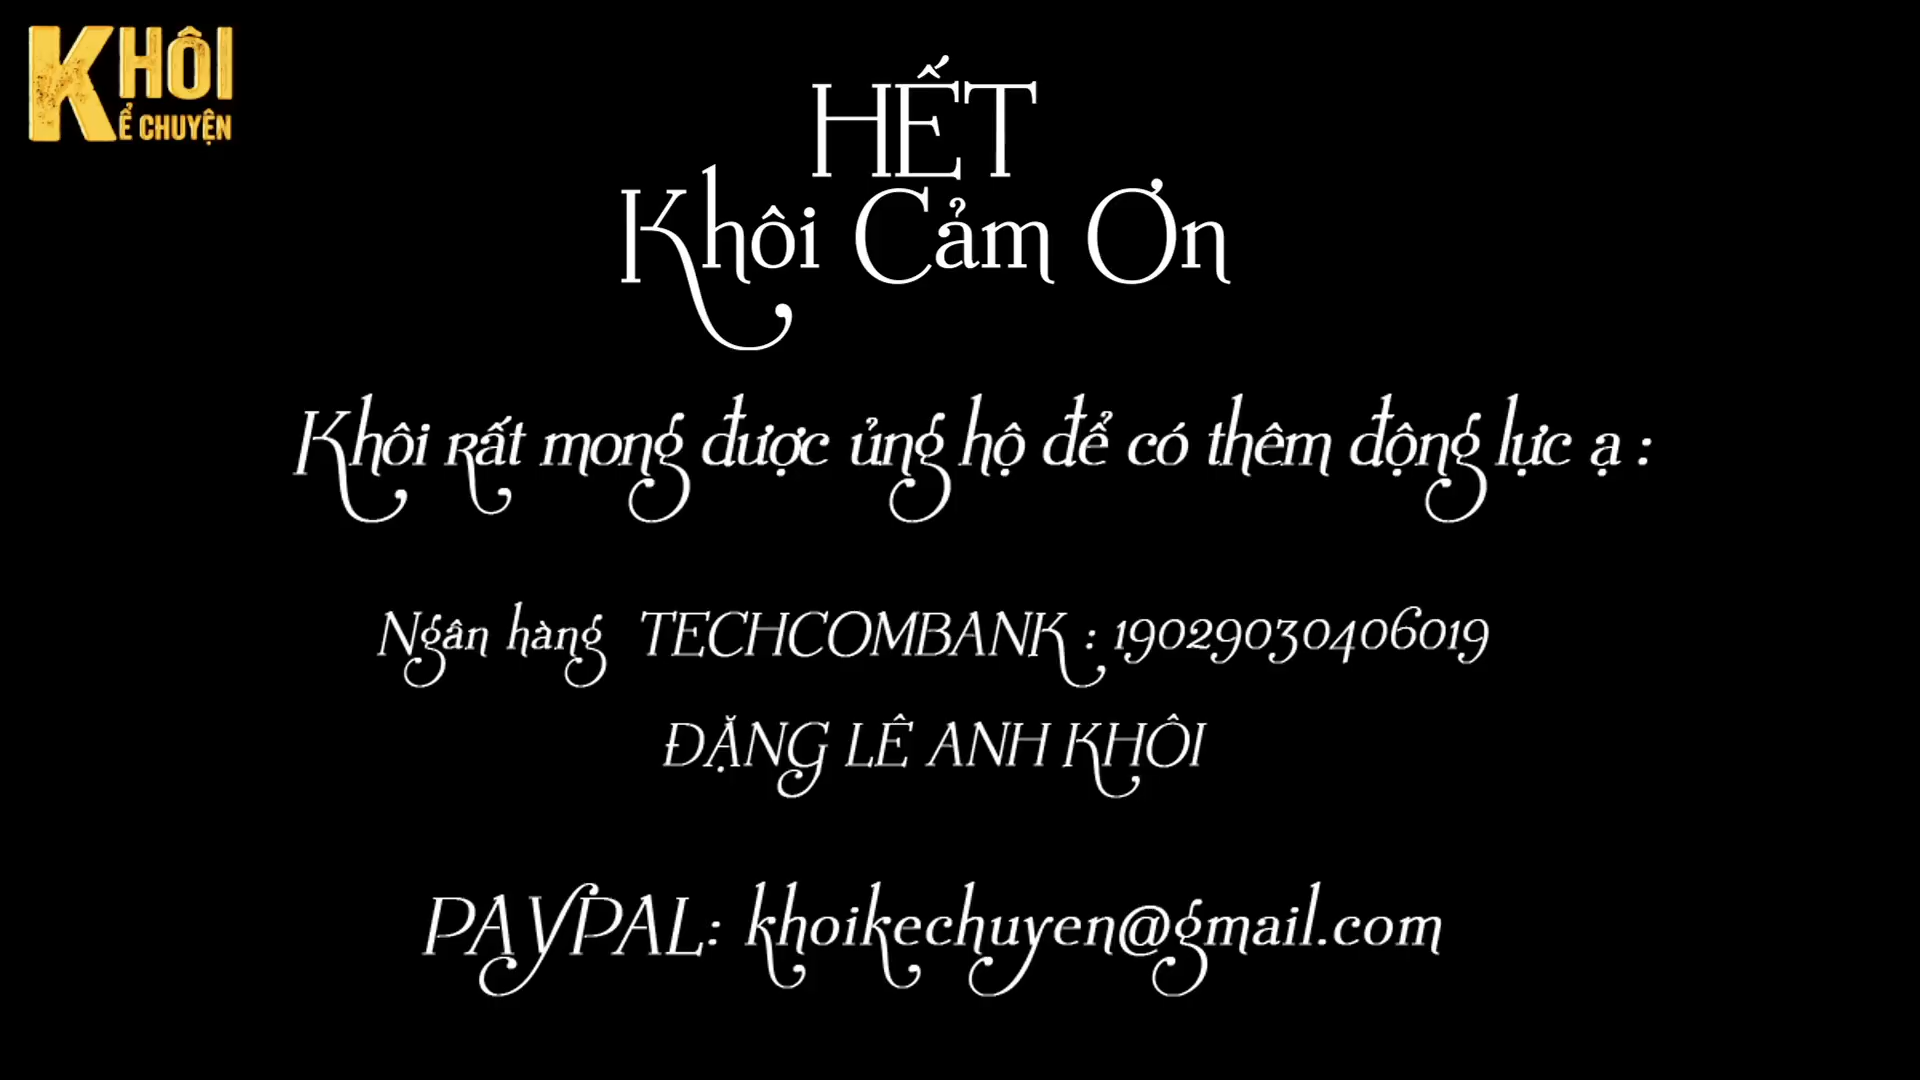 KHÔI
KỂ CHUYỆN
HẾT
Khôi Cảm Ơn
Khôi rất mong được ủng hộ để có thêm động lực ạ :
Ngân hàng TECHCOMBANK : 19029030406019
ĐẶNG LÊ ANH KHÔI
PAYPAL: khoikechuyen@gmail.com